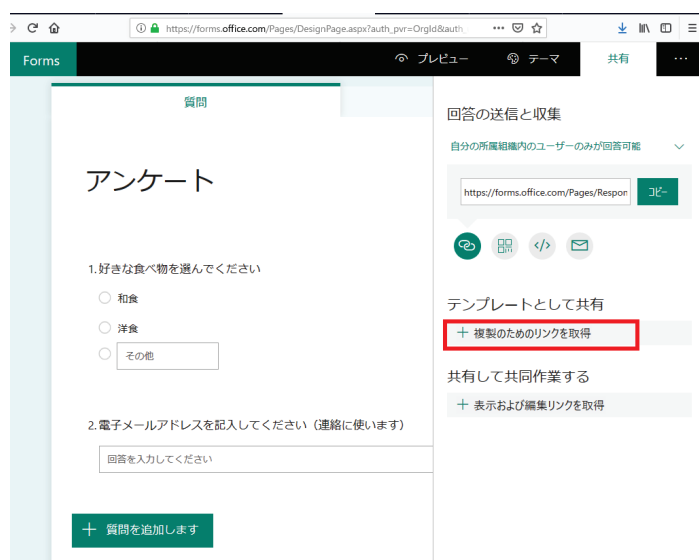 https://forms.office.com/Pages/DesignPage.aspx?auth_pvr=OrgId&auth_
Forms
プレビュー
テーマ
共有
質問
アンケート
1.好きな食べ物を選んでください
和食
洋食
その他
2.電子メールアドレスを記入してください（連絡に使います）
回答を入力してください
＋ 質問を追加します
回答の送信と収集
自分の所属組織内のユーザーのみが回答可能
https://forms.office.com/Pages/Respon
コピー
テンプレートとして共有
＋ 複製のためのリンクを取得
共有して共同作業する
＋ 表示および編集リンクを取得